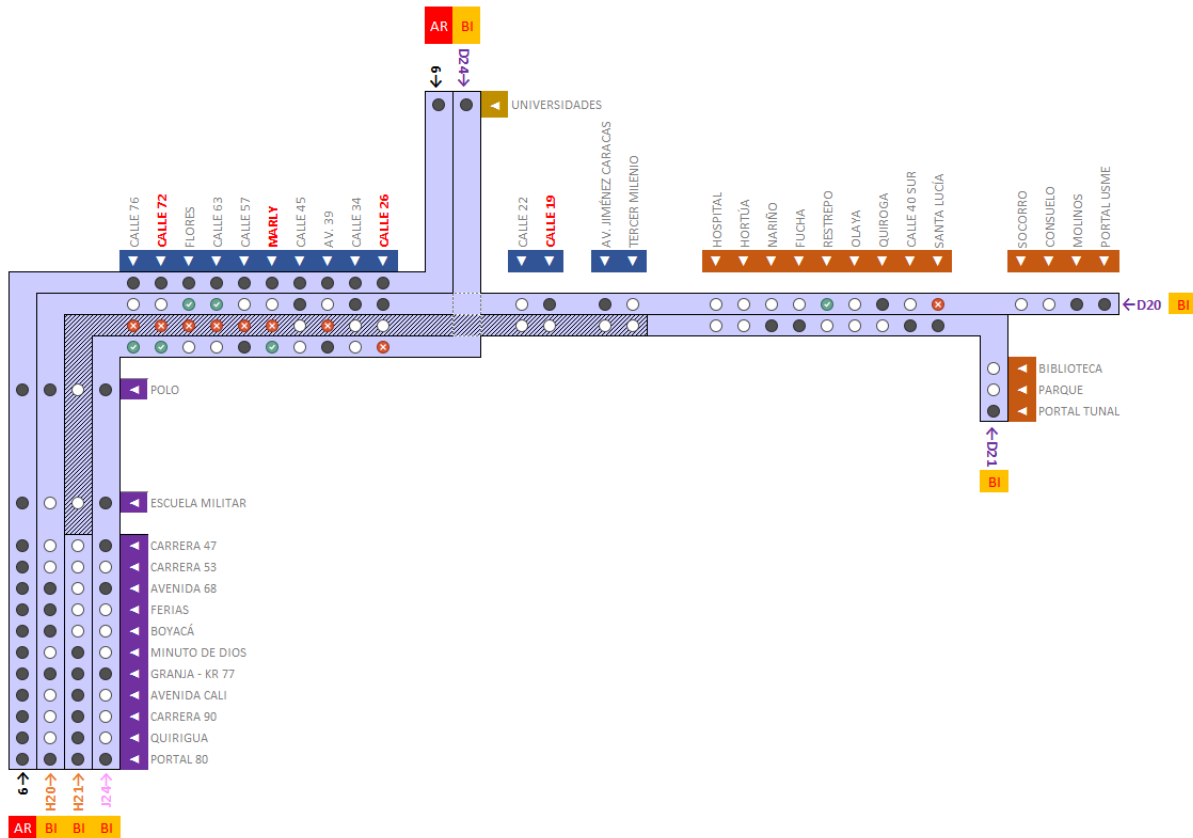 AR BI
6→
D24→
UNIVERSIDADES
CALLE 76
CALLE 72
FLORES
CALLE 63
CALLE 57
MARLY
CALLE 45
AV. 39
CALLE 34
CALLE 26
CALLE 22
CALLE 19
AV. JIMÉNEZ CARACAS
TERCER MILENIO
HOSPITAL
HORTÚA
NARIÑO
FUCHA
RESTREPO
OLAYA
QUIROGA
CALLE 40 SUR
SANTA LUCÍA
SOCORRO
CONSUELO
MOLINOS
PORTAL USME
←D20 BI
BIBLIOTECA
PARQUE
PORTAL TUNAL
←D21
BI
POLO
ESCUELA MILITAR
CARRERA 47
CARRERA 53
AVENIDA 68
FERIAS
BOYACÁ
MINUTO DE DIOS
GRANJA - KR 77
AVENIDA CALI
CARRERA 90
QUIRIGUA
PORTAL 80
6→
H20→
H21→
J24→
AR BI BI BI